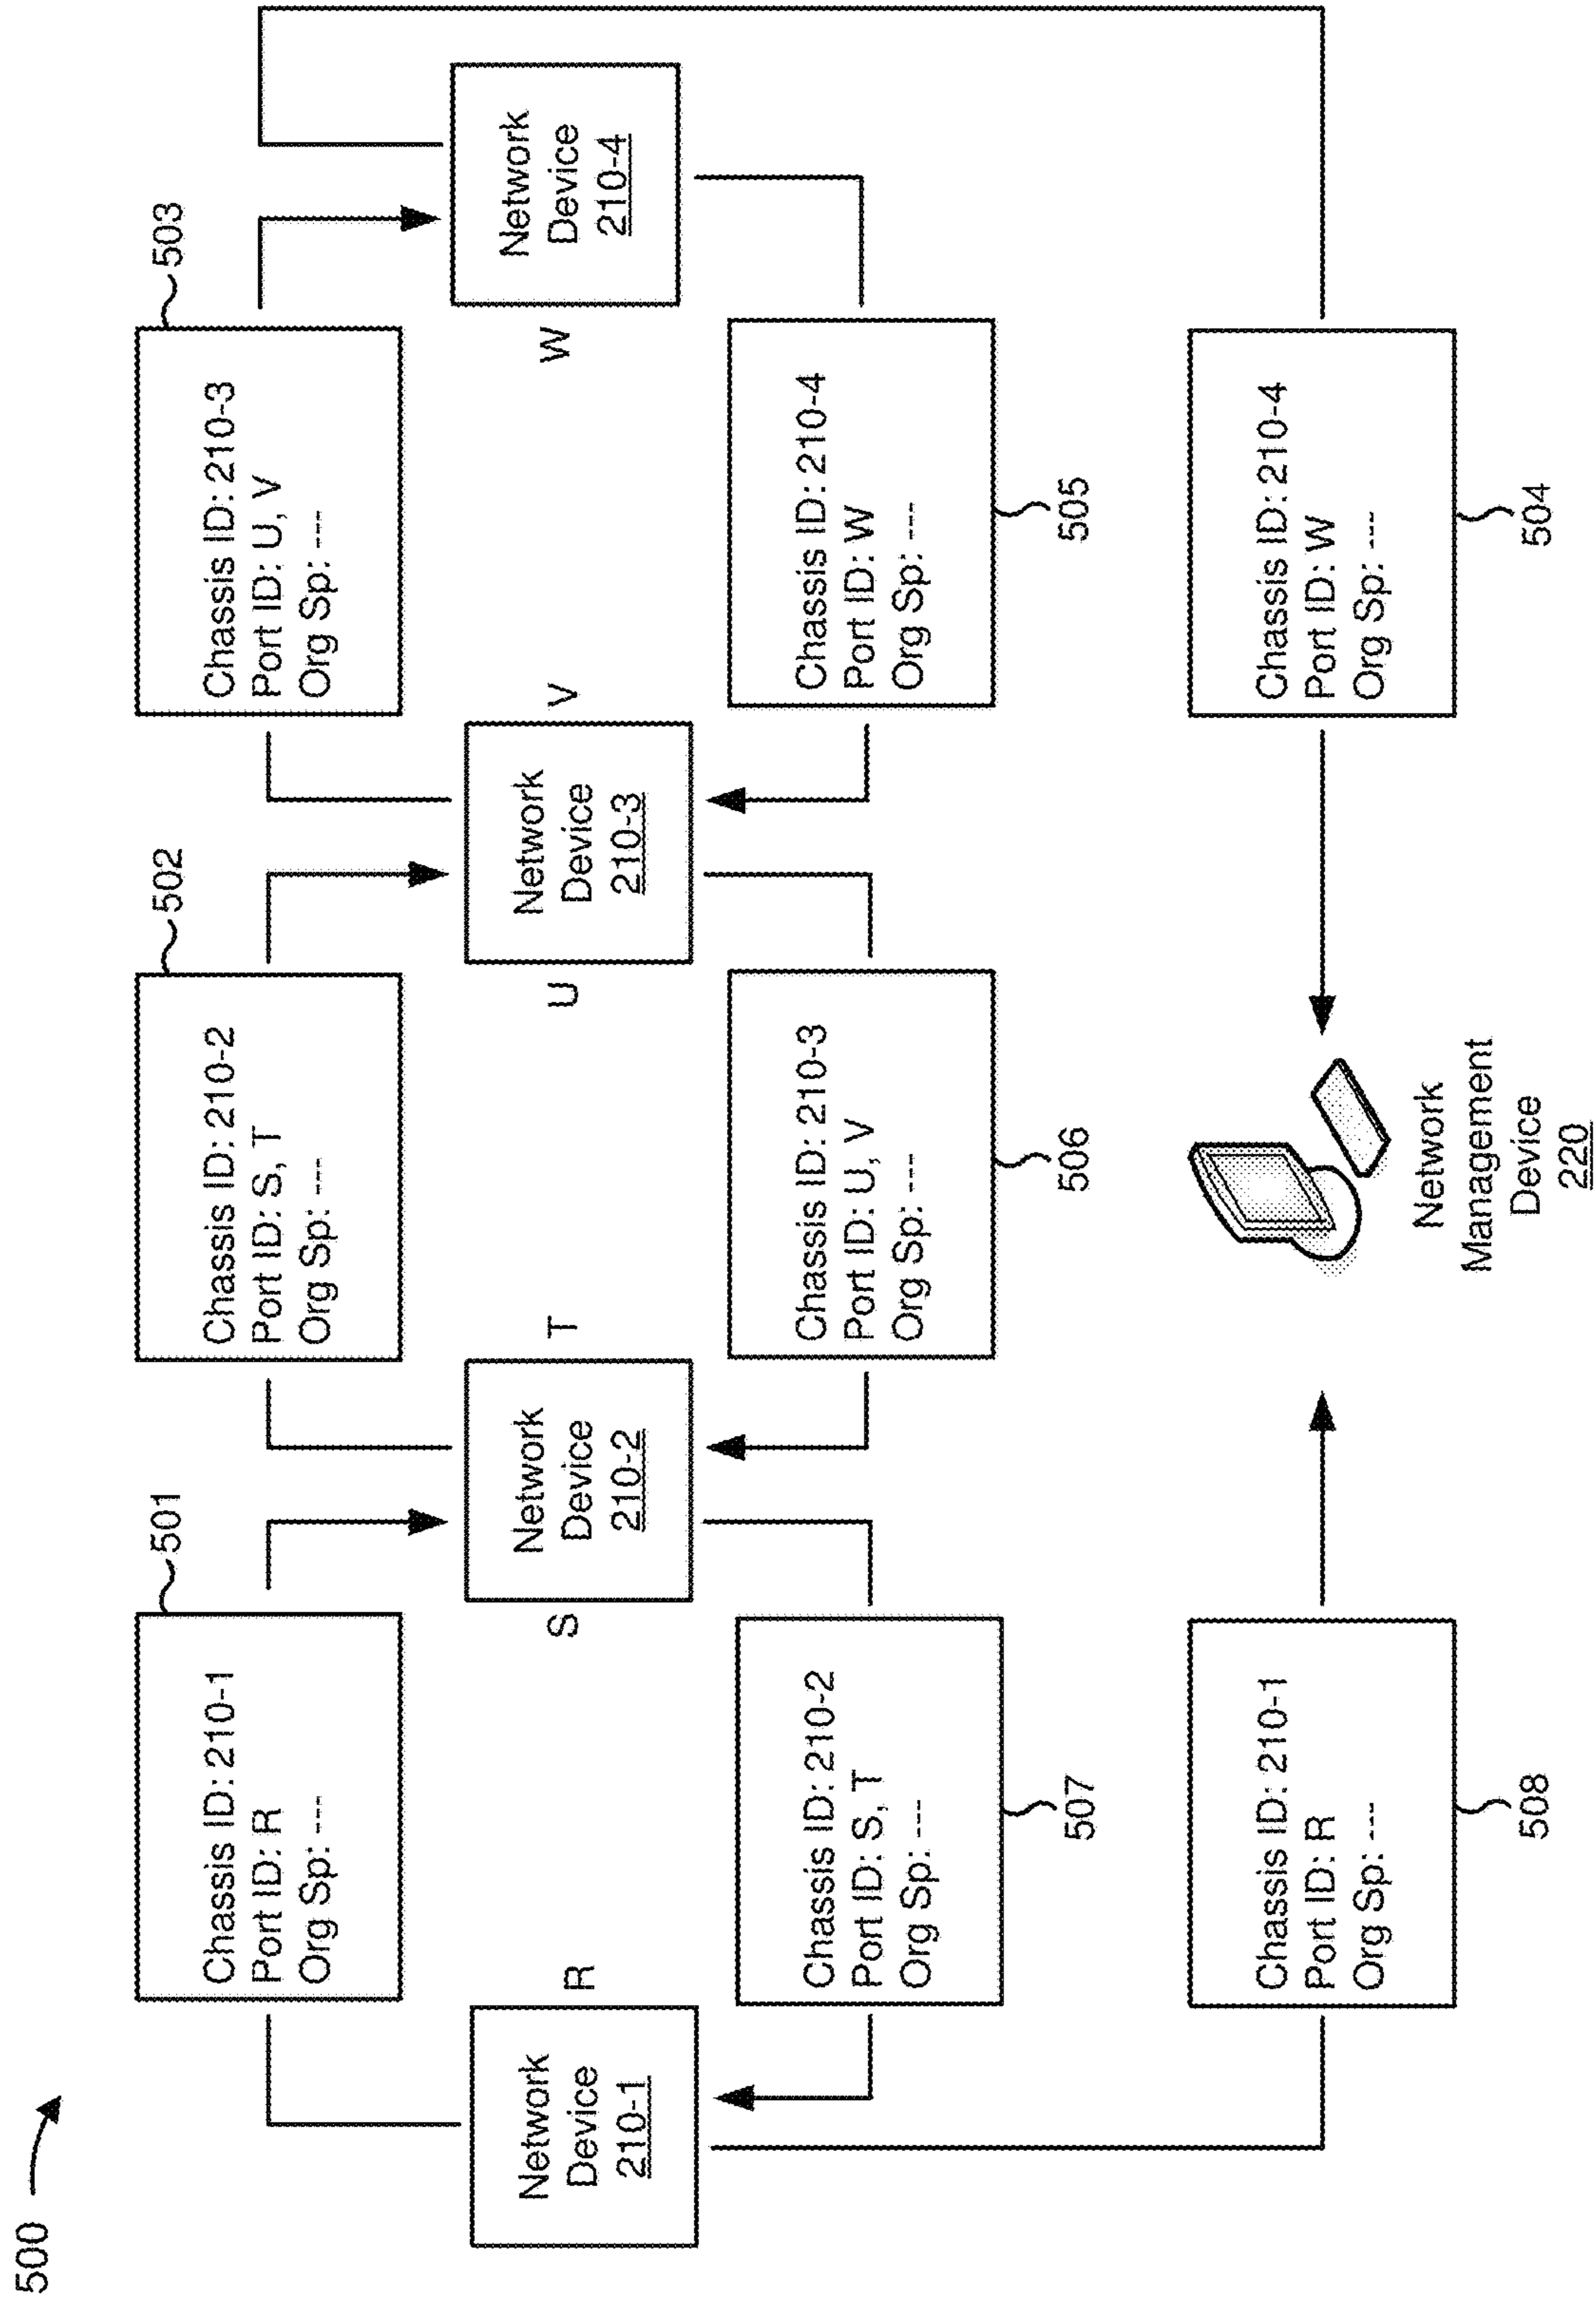 500
501
Chassis ID: 210-1
Port ID: R
Org Sp: ---
502
Chassis ID: 210-2
Port ID: S, T
Org Sp: ---
503
Chassis ID: 210-3
Port ID: U, V
Org Sp: ---
Network
Device
210-1
R
S
Network
Device
210-2
T
U
Network
Device
210-3
V
W
Network
Device
210-4
Chassis ID: 210-2
Port ID: S, T
Org Sp: ---
507
Chassis ID: 210-3
Port ID: U, V
Org Sp: ---
506
Chassis ID: 210-4
Port ID: W
Org Sp: ---
505
Chassis ID: 210-1
Port ID: R
Org Sp: ---
508
Network
Management
Device
220
Chassis ID: 210-4
Port ID: W
Org Sp: ---
504